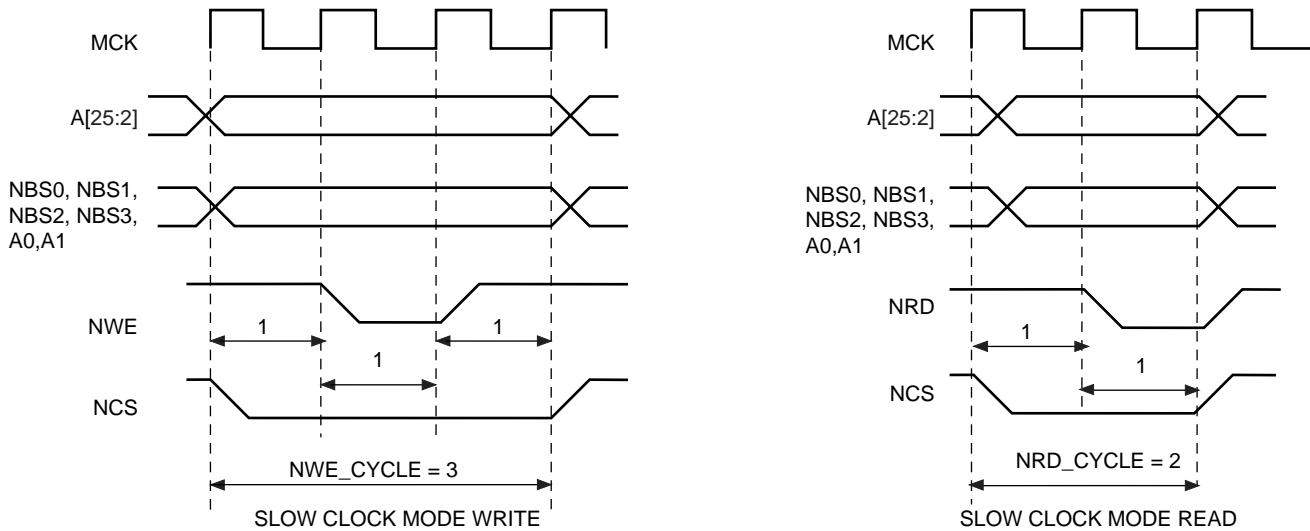 MCK
A[25:2]
NBS0, NBS1,
NBS2, NBS3,
A0,A1
NWE
1
1
1
NCS
NWE_CYCLE = 3
SLOW CLOCK MODE WRITE
MCK
A[25:2]
NBS0, NBS1,
NBS2, NBS3,
A0,A1
NRD
1
1
NCS
NRD_CYCLE = 2
SLOW CLOCK MODE READ